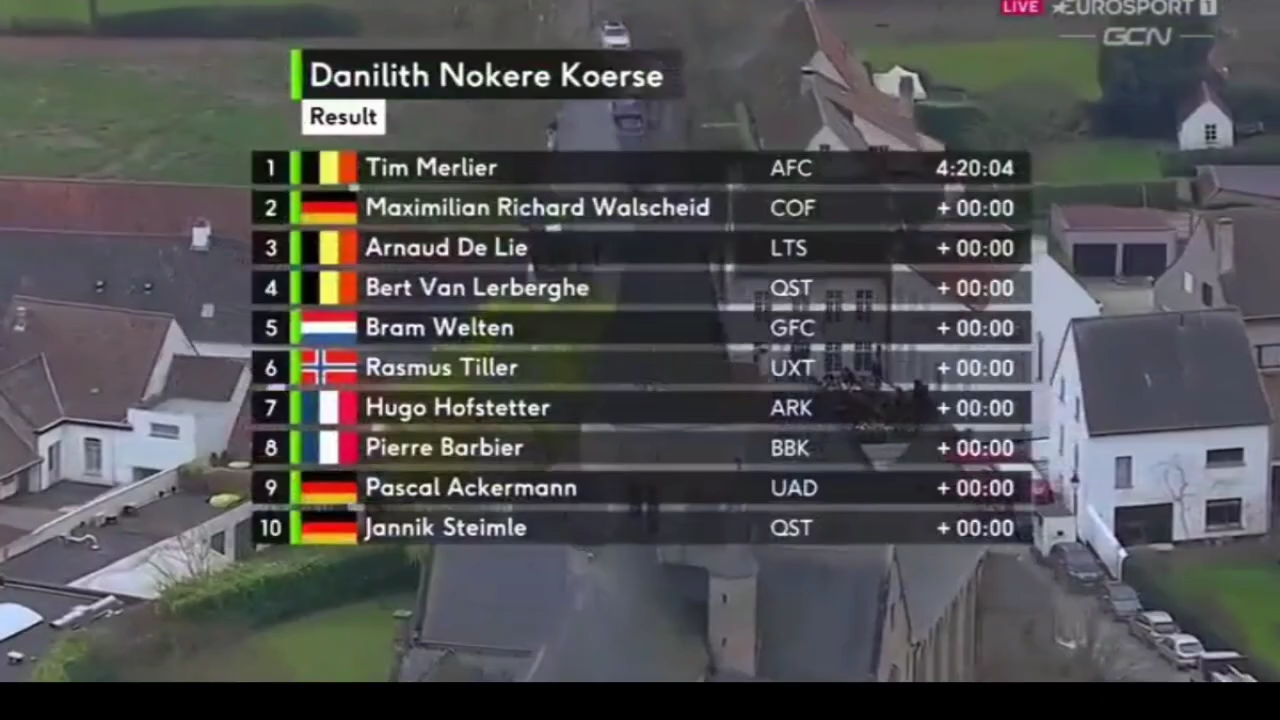 LIVE EUROSPORT 1
GCN
Danilith Nokere Koerse
Result
1 Tim Merlier AFC 4:20:04
2 Maximilian Richard Walscheid COF + 00:00
3 Arnaud De Lie LTS + 00:00
4 Bert Van Lerberghe QST + 00:00
5 Bram Welten GFC + 00:00
6 Rasmus Tiller UXT + 00:00
7 Hugo Hofstetter ARK + 00:00
8 Pierre Barbier BBK + 00:00
9 Pascal Ackermann UAD + 00:00
10 Jannik Steimle QST + 00:00